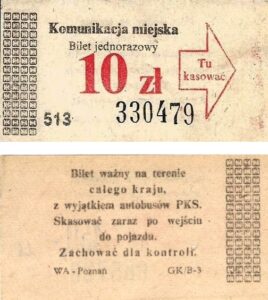 Komunikacja miejska
Bilet jednorazowy
10 zł
Tu
kasować
513
330479
Bilet ważny na terenie
całego kraju,
z wyjątkiem autobusów PKS.
Skasować zaraz po wejściu
do pojazdu.
Zachować dla kontroli.
WA - Poznań GK/B-3